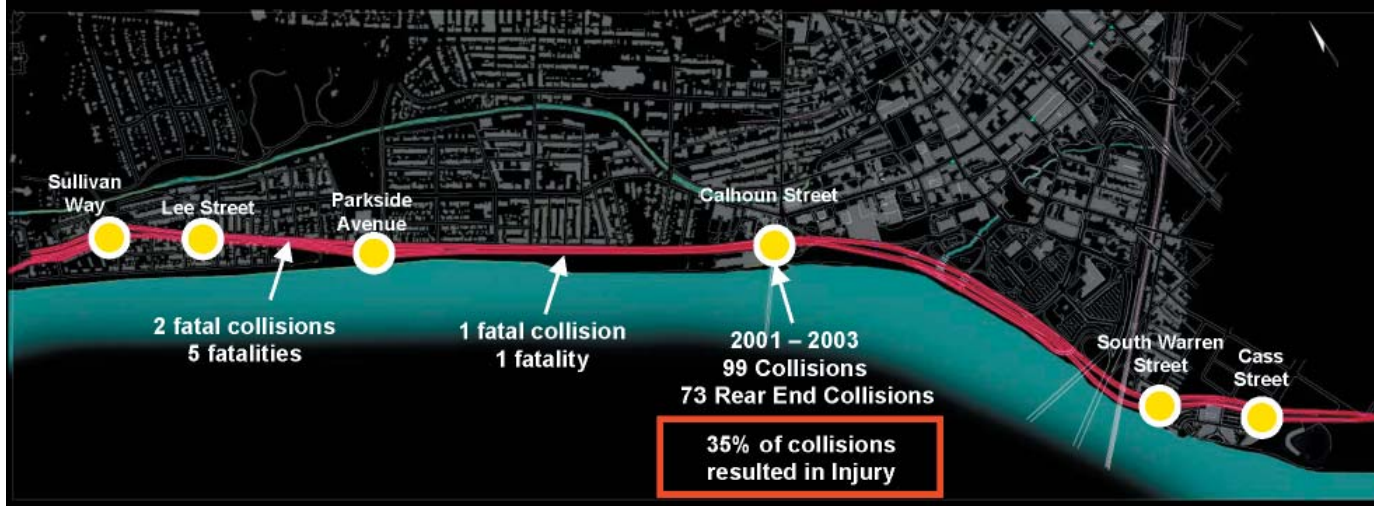 Sullivan
Way
Lee Street
Parkside
Avenue
Calhoun Street
2 fatal collisions
5 fatalities
1 fatal collision
1 fatality
2001 – 2003
99 Collisions
73 Rear End Collisions
35% of collisions
resulted in Injury
South Warren
Street
Cass
Street